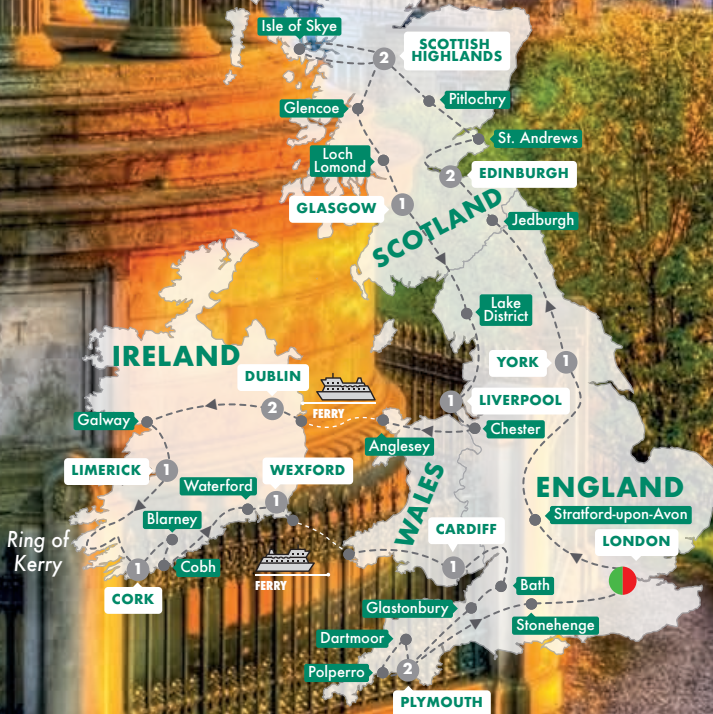 Isle of Skye
2
SCOTTISH
HIGHLANDS
Glencoe
Pitlochry
St. Andrews
Loch
Lomond
2
EDINBURGH
GLASGOW
1
SCOTLAND
Jedburgh
Lake
District
IRELAND
YORK
1
DUBLIN
2
FERRY
1
LIVERPOOL
Galway
Anglesey
Chester
LIMERICK
1
Waterford
WEXFORD
1
WALES
ENGLAND
Blarney
Stratford-upon-Avon
Ring of
Kerry
CARDIFF
1
LONDON
1
CORK
Cobh
FERRY
Bath
Glastonbury
Stonehenge
Dartmoor
Polperro
2
PLYMOUTH